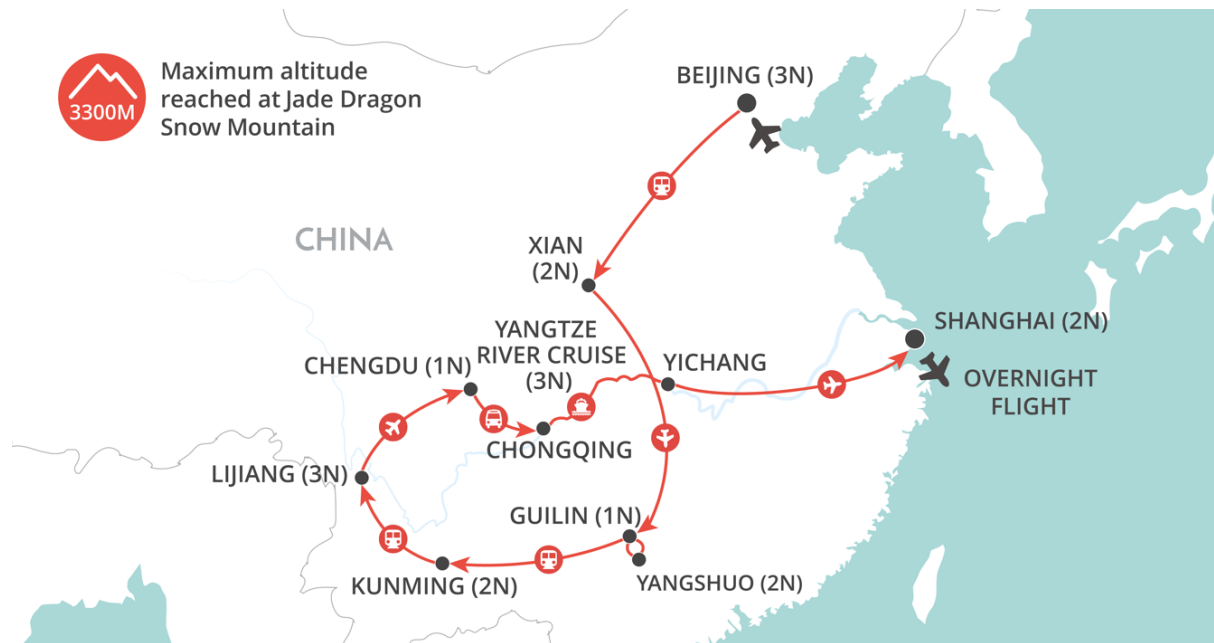 3300M
Maximum altitude
reached at Jade Dragon
Snow Mountain
BEIJING (3N)
CHINA
XIAN
(2N)
YANGTZE
RIVER CRUISE
(3N)
SHANGHAI (2N)
CHENGDU (1N)
YICHANG
OVERNIGHT
FLIGHT
CHONGQING
LIJIANG (3N)
GUILIN (1N)
KUNMING (2N)
YANGSHUO (2N)